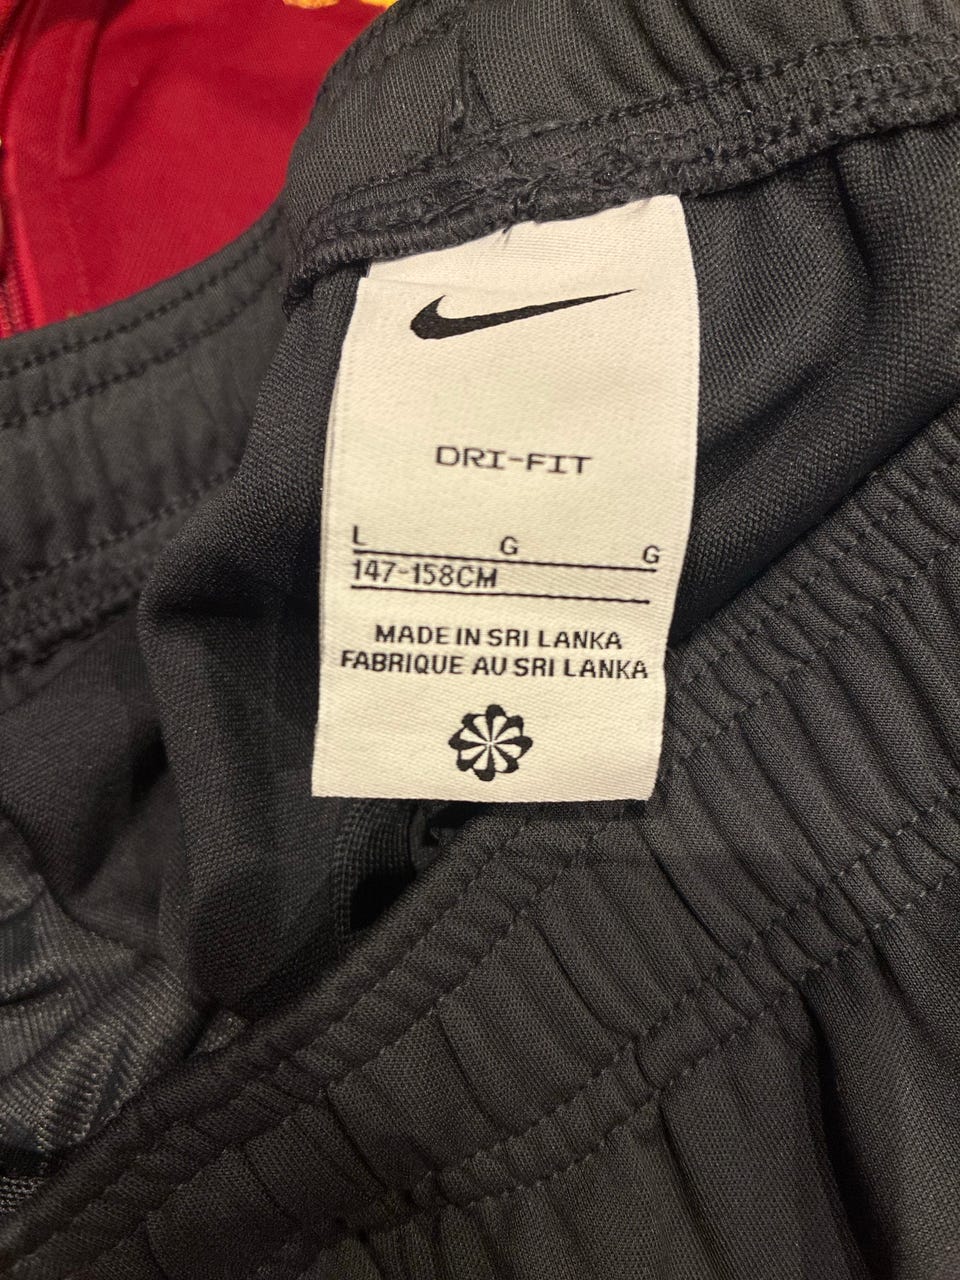 DRI-FIT
L G G
147-158CM
MADE IN SRI LANKA
FABRIQUE AU SRI LANKA